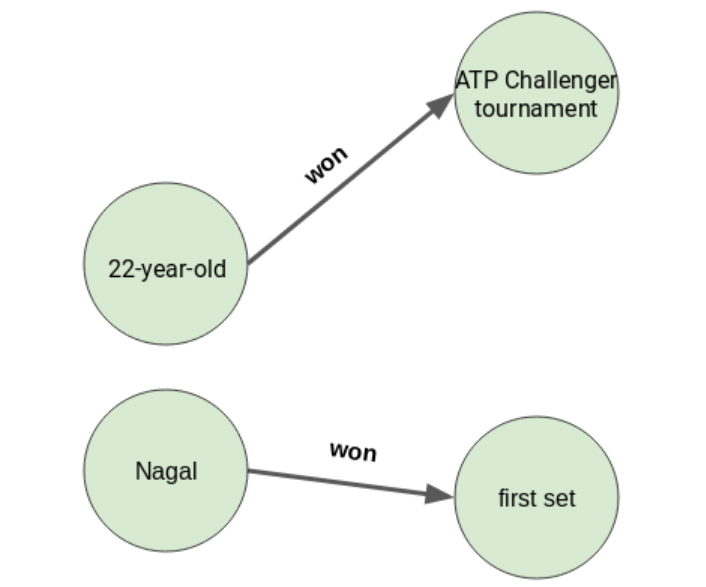 ATP Challenger
tournament
won
22-year-old
Nagal
won
first set